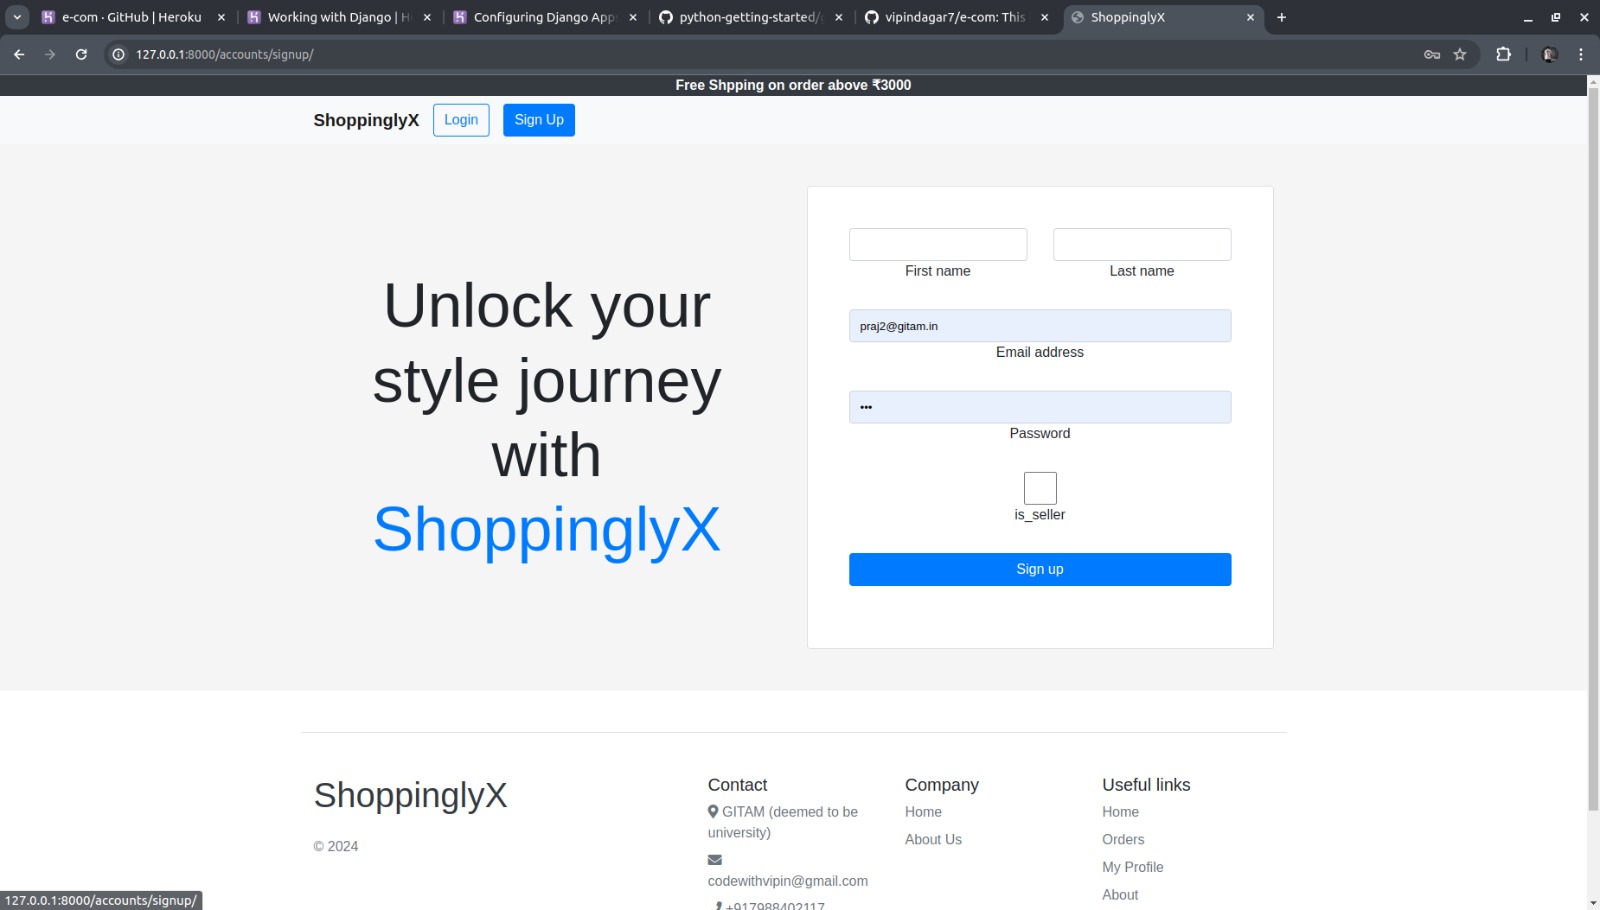 e-com · GitHub | Heroku
Working with Django | H
Configuring Django App
python-getting-started/
vipindagar7/e-com: This
ShoppinglyX
127.0.0.1:8000/accounts/signup/
Free Shpping on order above ₹3000
ShoppinglyX
Login
Sign Up
Unlock your
style journey
with
ShoppinglyX
First name
Last name
praj2@gitam.in
Email address
•••
Password
is_seller
Sign up
ShoppinglyX
© 2024
Contact
GITAM (deemed to be
university)
codewithvipin@gmail.com
+917988402117
Company
Home
About Us
Useful links
Home
Orders
My Profile
About
127.0.0.1:8000/accounts/signup/